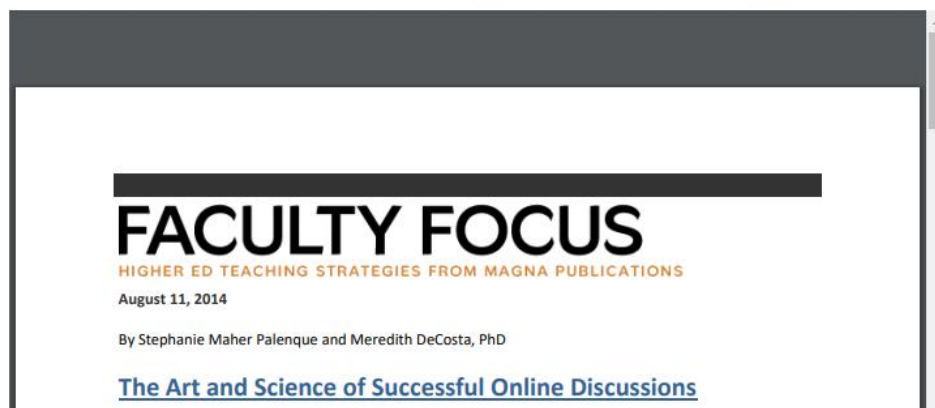 FACULTY FOCUS
HIGHER ED TEACHING STRATEGIES FROM MAGNA PUBLICATIONS
August 11, 2014
By Stephanie Maher Palenque and Meredith DeCosta, PhD
The Art and Science of Successful Online Discussions